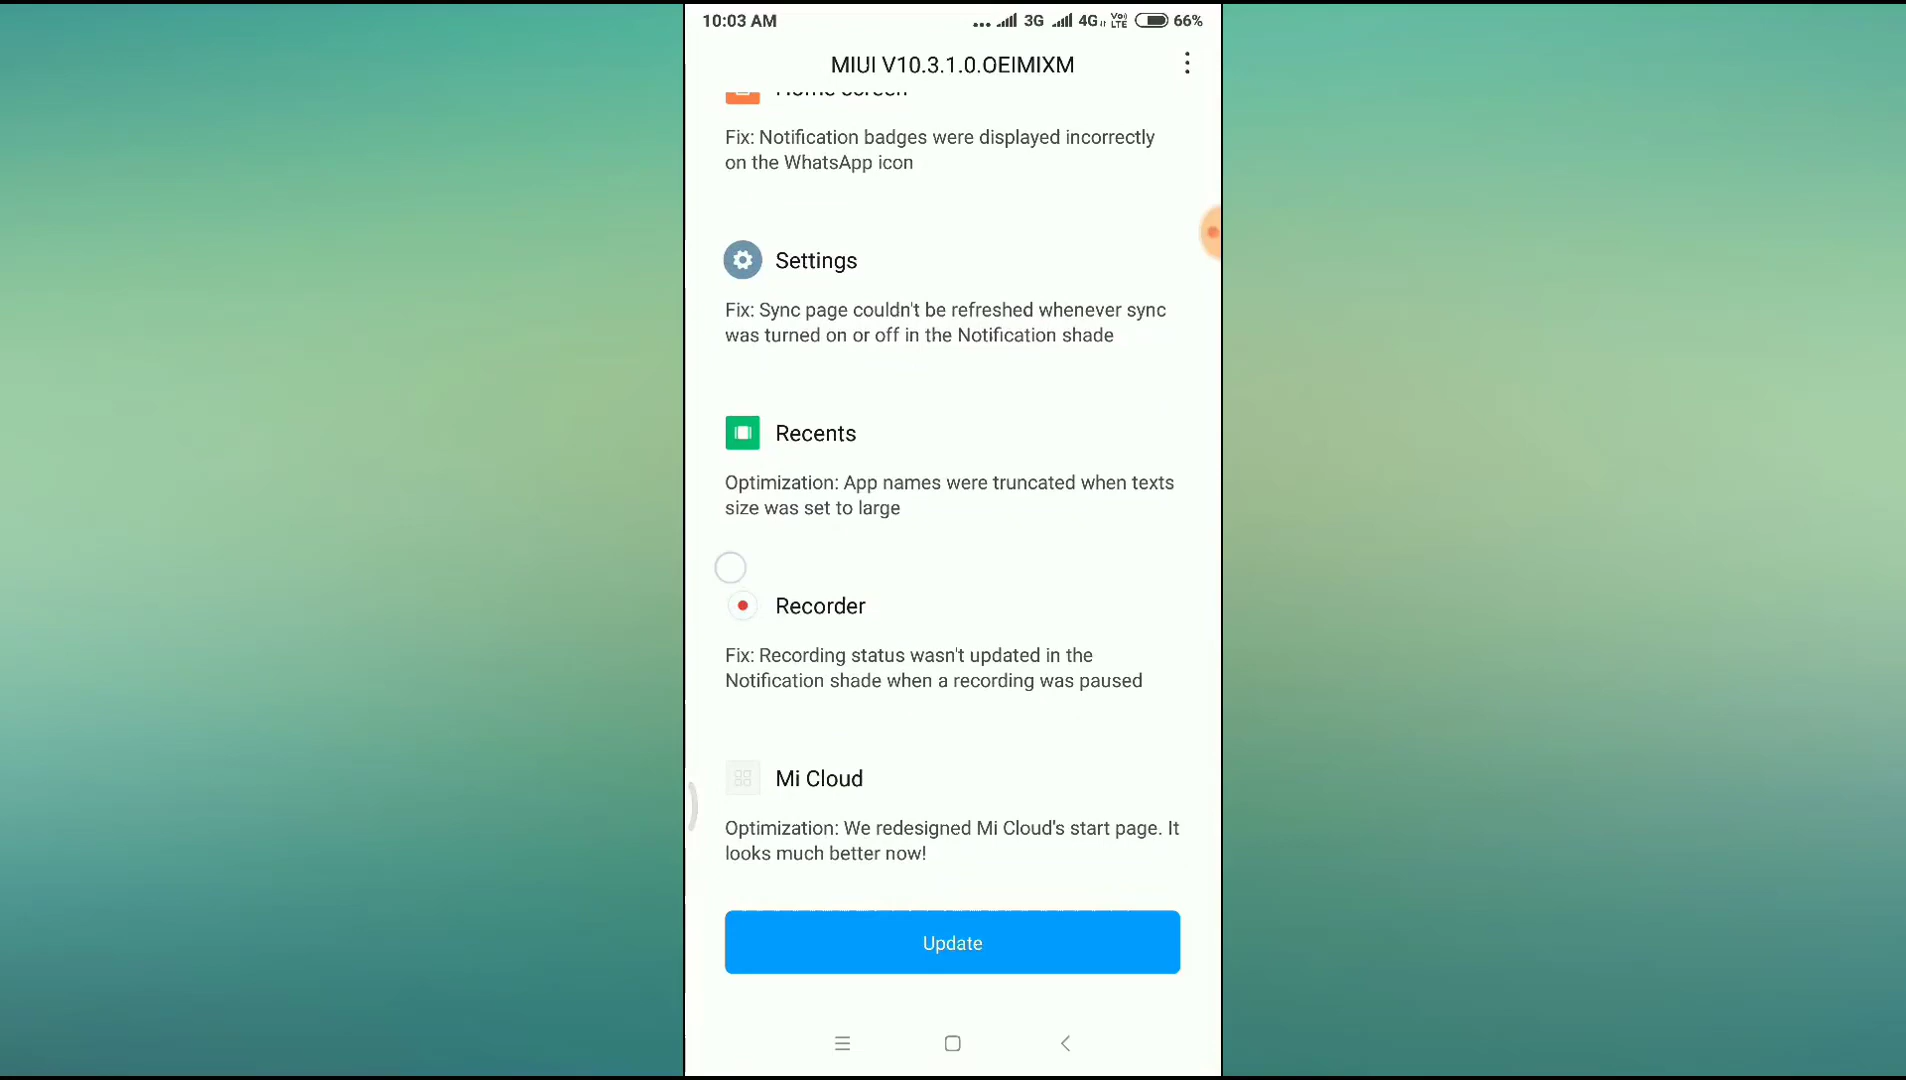 10:03 AM
3G 4G Vo) LTE 66%
MIUI V10.3.1.0.OEIMIXM
Home screen
Fix: Notification badges were displayed incorrectly
on the WhatsApp icon
Settings
Fix: Sync page couldn't be refreshed whenever sync
was turned on or off in the Notification shade
Recents
Optimization: App names were truncated when texts
size was set to large
Recorder
Fix: Recording status wasn't updated in the
Notification shade when a recording was paused
Mi Cloud
Optimization: We redesigned Mi Cloud's start page. It
looks much better now!
Update